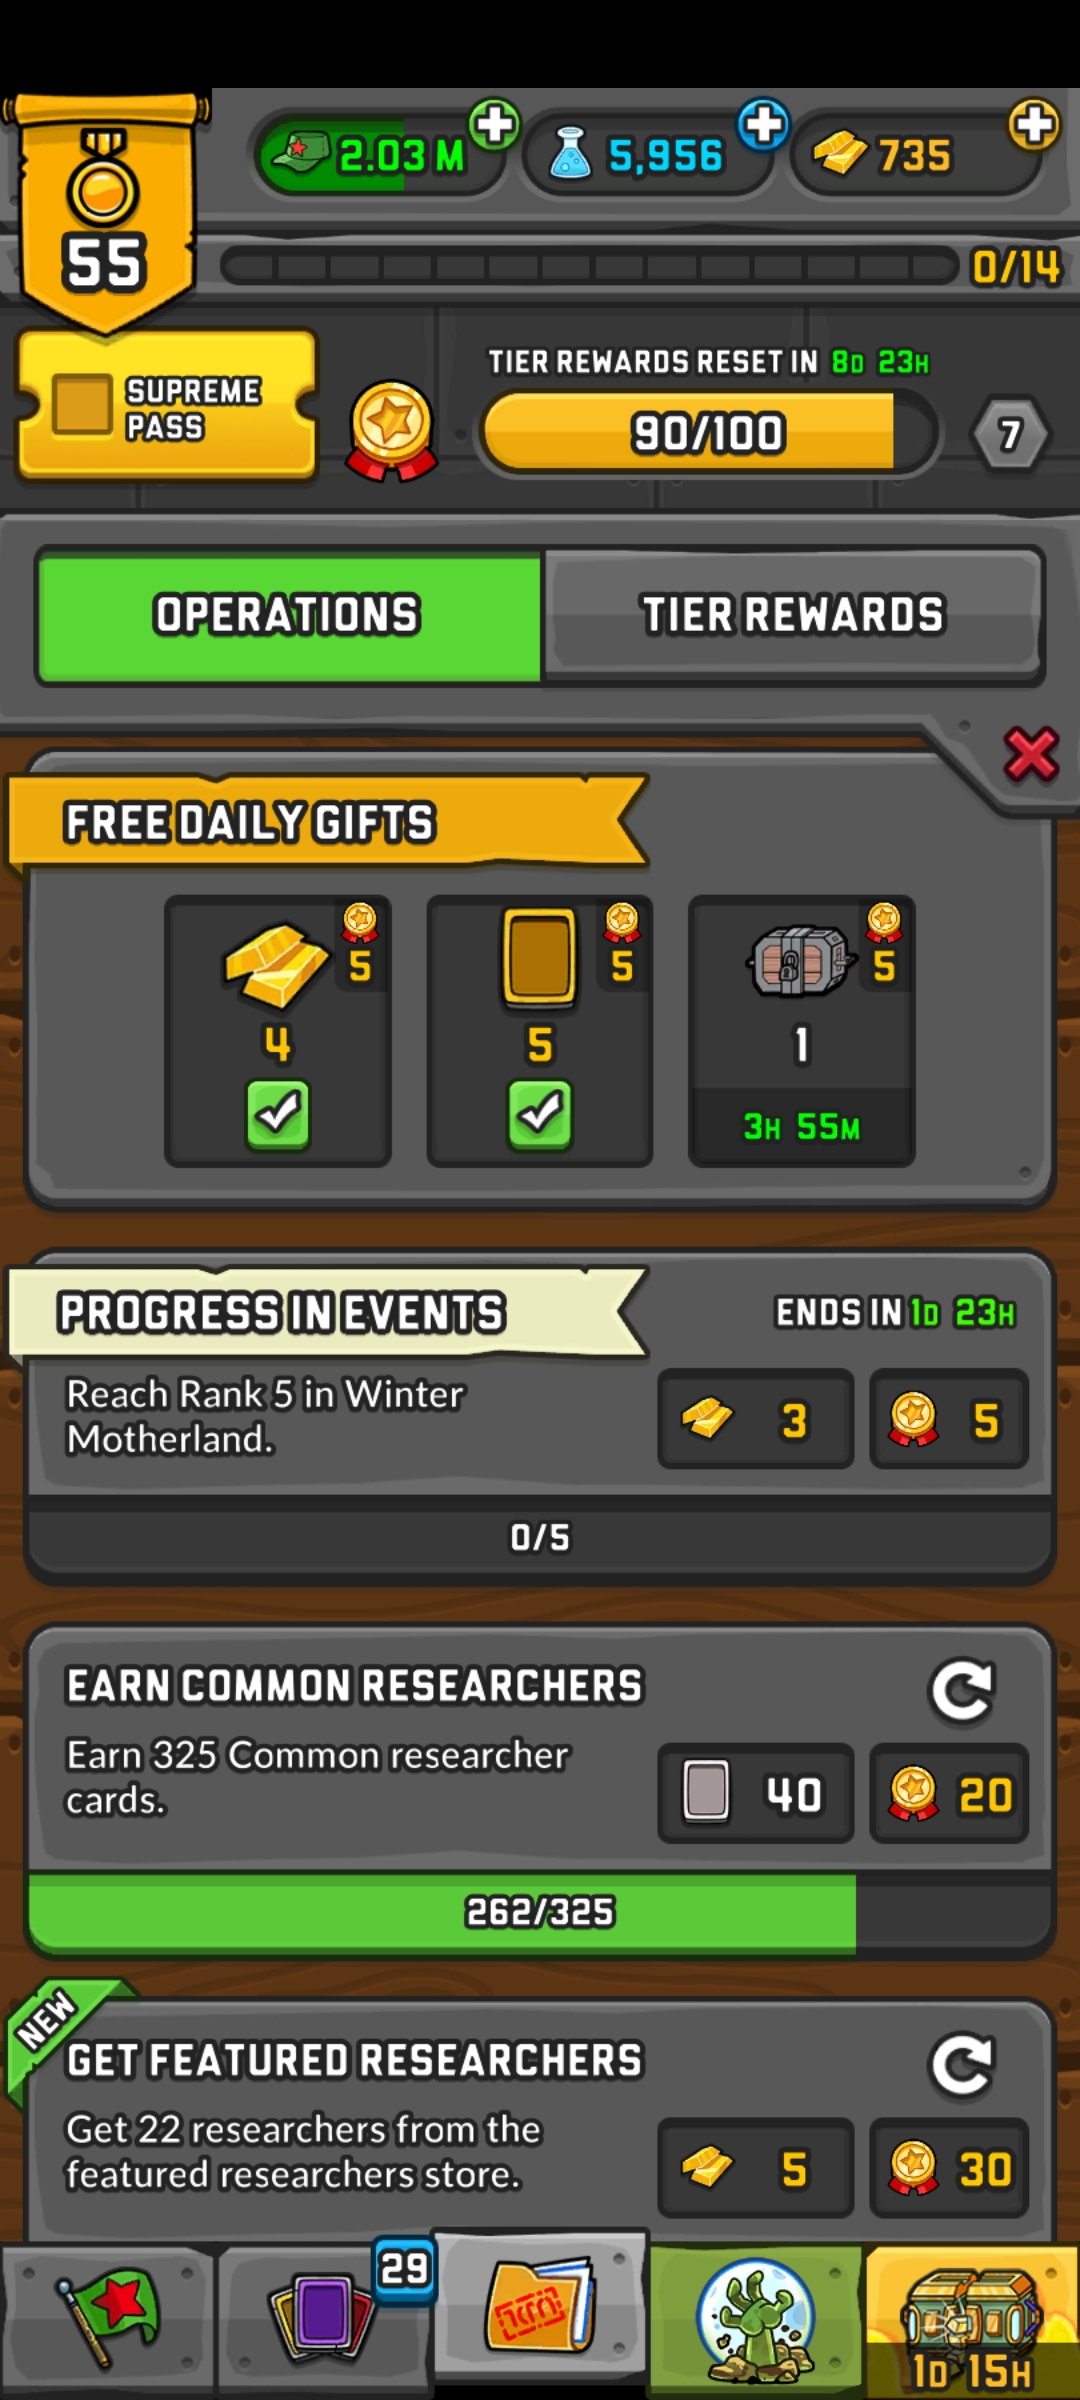 2.03 M
5,956
735
55
0/14
SUPREME
PASS
TIER REWARDS RESET IN 8D 23H
90/100
7
OPERATIONS
TIER REWARDS
FREE DAILY GIFTS
5
5
5
4
5
1
3H 55M
PROGRESS IN EVENTS
ENDS IN 1D 23H
Reach Rank 5 in Winter
Motherland.
3
5
0/5
EARN COMMON RESEARCHERS
Earn 325 Common researcher
cards.
40
20
262/325
NEW
GET FEATURED RESEARCHERS
Get 22 researchers from the
featured researchers store.
5
30
29
1D 15H